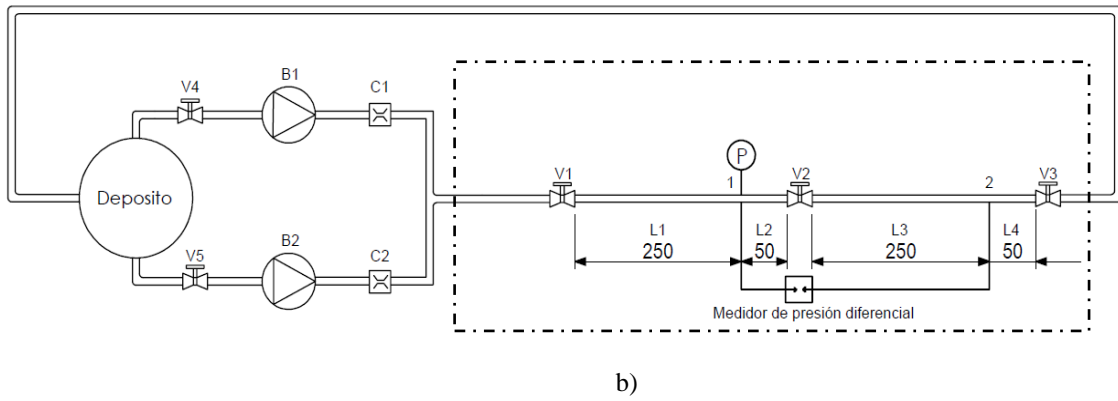 V4 B1 C1
Deposito
V5 B2 C2
P
V1 1 V2 2 V3
L1 L2 L3 L4
250 50 250 50
Medidor de presión diferencial
b)